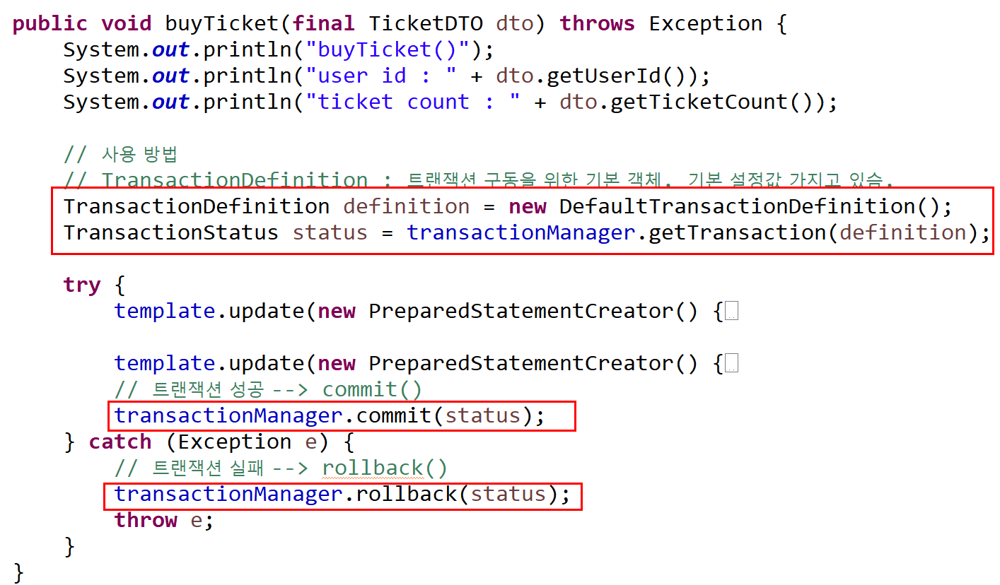 public void buyTicket(final TicketDTO dto) throws Exception {
    System.out.println("buyTicket()");
    System.out.println("user id : " + dto.getUserId());
    System.out.println("ticket count : " + dto.getTicketCount());
    // 사용 방법
    // TransactionDefinition : 트랜잭션 구동을 위한 기본 객체. 기본 설정값 가지고 있슴.
    TransactionDefinition definition = new DefaultTransactionDefinition();
    TransactionStatus status = transactionManager.getTransaction(definition);
    try {
        template.update(new PreparedStatementCreator() {..
        template.update(new PreparedStatementCreator() {..
        // 트랜잭션 성공 --> commit()
        transactionManager.commit(status);
    } catch (Exception e) {
        // 트랜잭션 실패 --> rollback()
        transactionManager.rollback(status);
        throw e;
    }
}